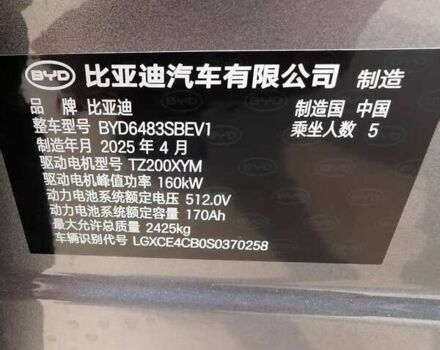 BYD 比亚迪汽车有限公司 制造
品 牌 比亚迪 制造国 中国
整车型号 BYD6483SBEV1 乘坐人数 5
制造年月 2025 年 4 月
驱动电机型号 TZ200XYM
驱动电机峰值功率 160kW
动力电池系统额定电压 512.0V
动力电池系统额定容量 170Ah
最大允许总质量 2425kg
车辆识别代号 LGXCE4CB0S0370258